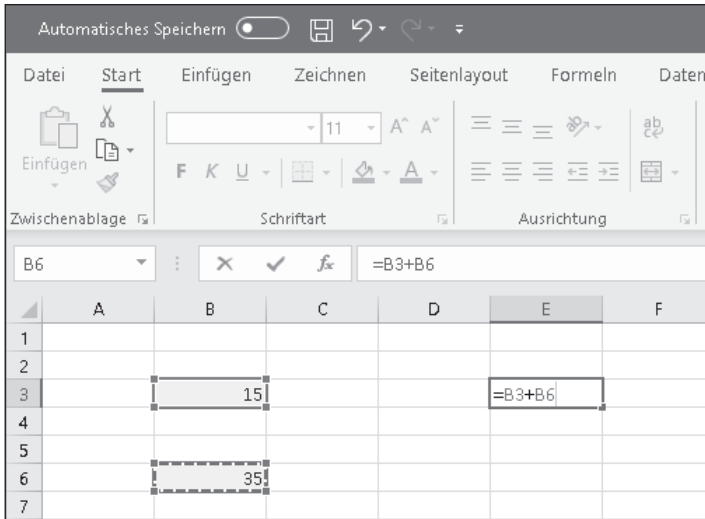 Automatisches Speichern
Datei Start Einfügen Zeichnen Seitenlayout Formeln Daten
11 A A ab
Einfügen F K U A
Zwischenablage Schriftart Ausrichtung
B6 fx =B3+B6
A B C D E F
1
2
3 15 =B3+B6
4
5
6 35
7